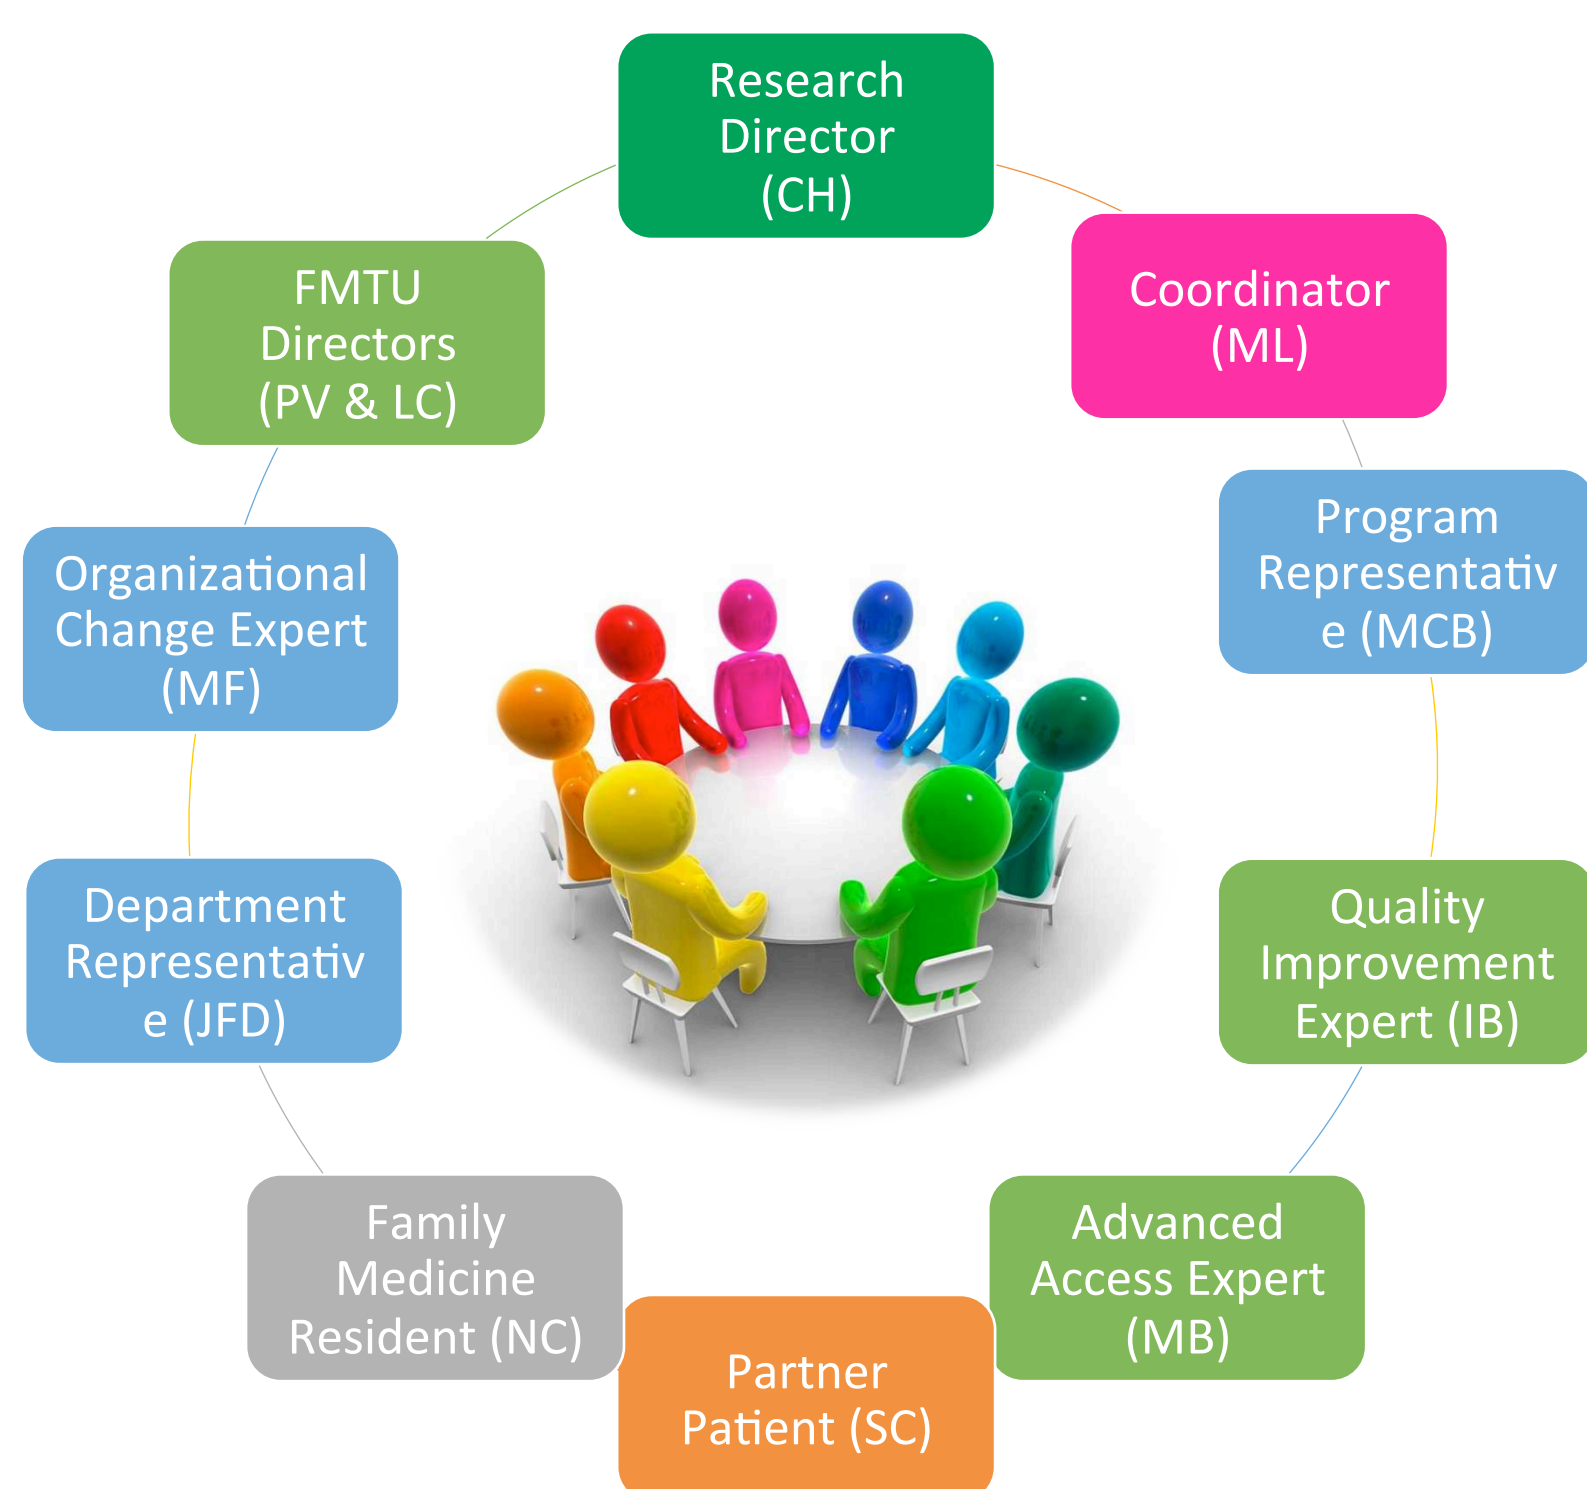 Research
Director
(CH)
Coordinator
(ML)
Program
Representativ
e (MCB)
Quality
Improvement
Expert (IB)
Advanced
Access Expert
(MB)
Partner
Patient (SC)
Family
Medicine
Resident (NC)
Department
Representativ
e (JFD)
Organizational
Change Expert
(MF)
FMTU
Directors
(PV & LC)